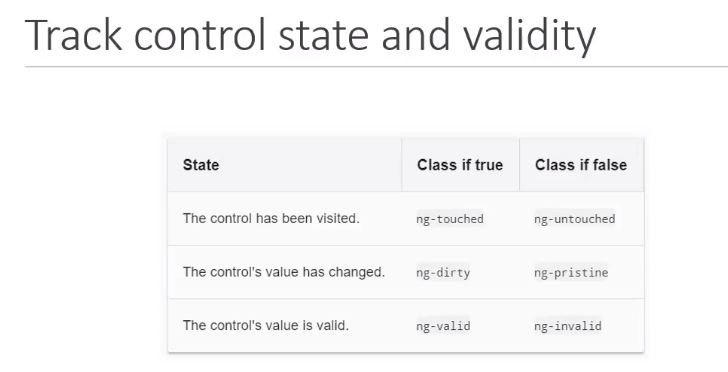 Track control state and validity
State Class if true Class if false
The control has been visited. ng-touched ng-untouched
The control's value has changed. ng-dirty ng-pristine
The control's value is valid. ng-valid ng-invalid